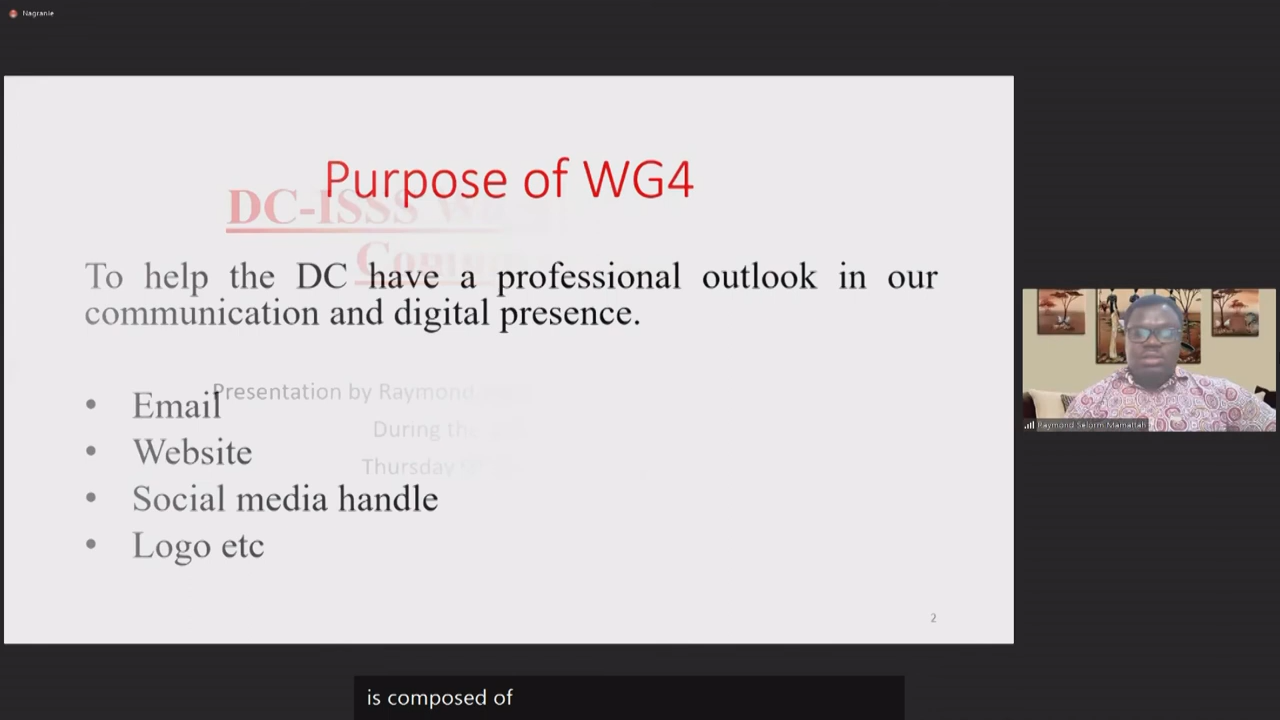 Nagranie
Purpose of WG4
DC-ISSS
To help the DC have a professional outlook in our
communication and digital presence.
Presentation by Raymond
• Email
During the
• Website
Thursday
• Social media handle
• Logo etc
2
Raymond Selorm Mamattah
is composed of